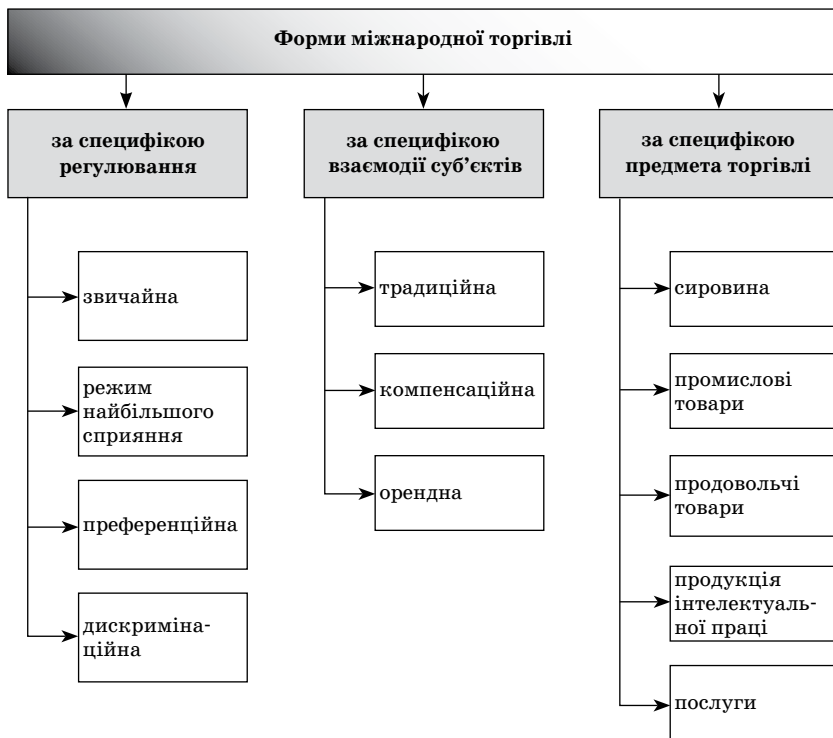 Форми міжнародної торгівлі
за специфікою
регулювання
звичайна
режим
найбільшого
сприяння
преференційна
дискриміна-
ційна
за специфікою
взаємодії суб’єктів
традиційна
компенсаційна
орендна
за специфікою
предмета торгівлі
сировина
промислові
товари
продовольчі
товари
продукція
інтелектуаль-
ної праці
послуги